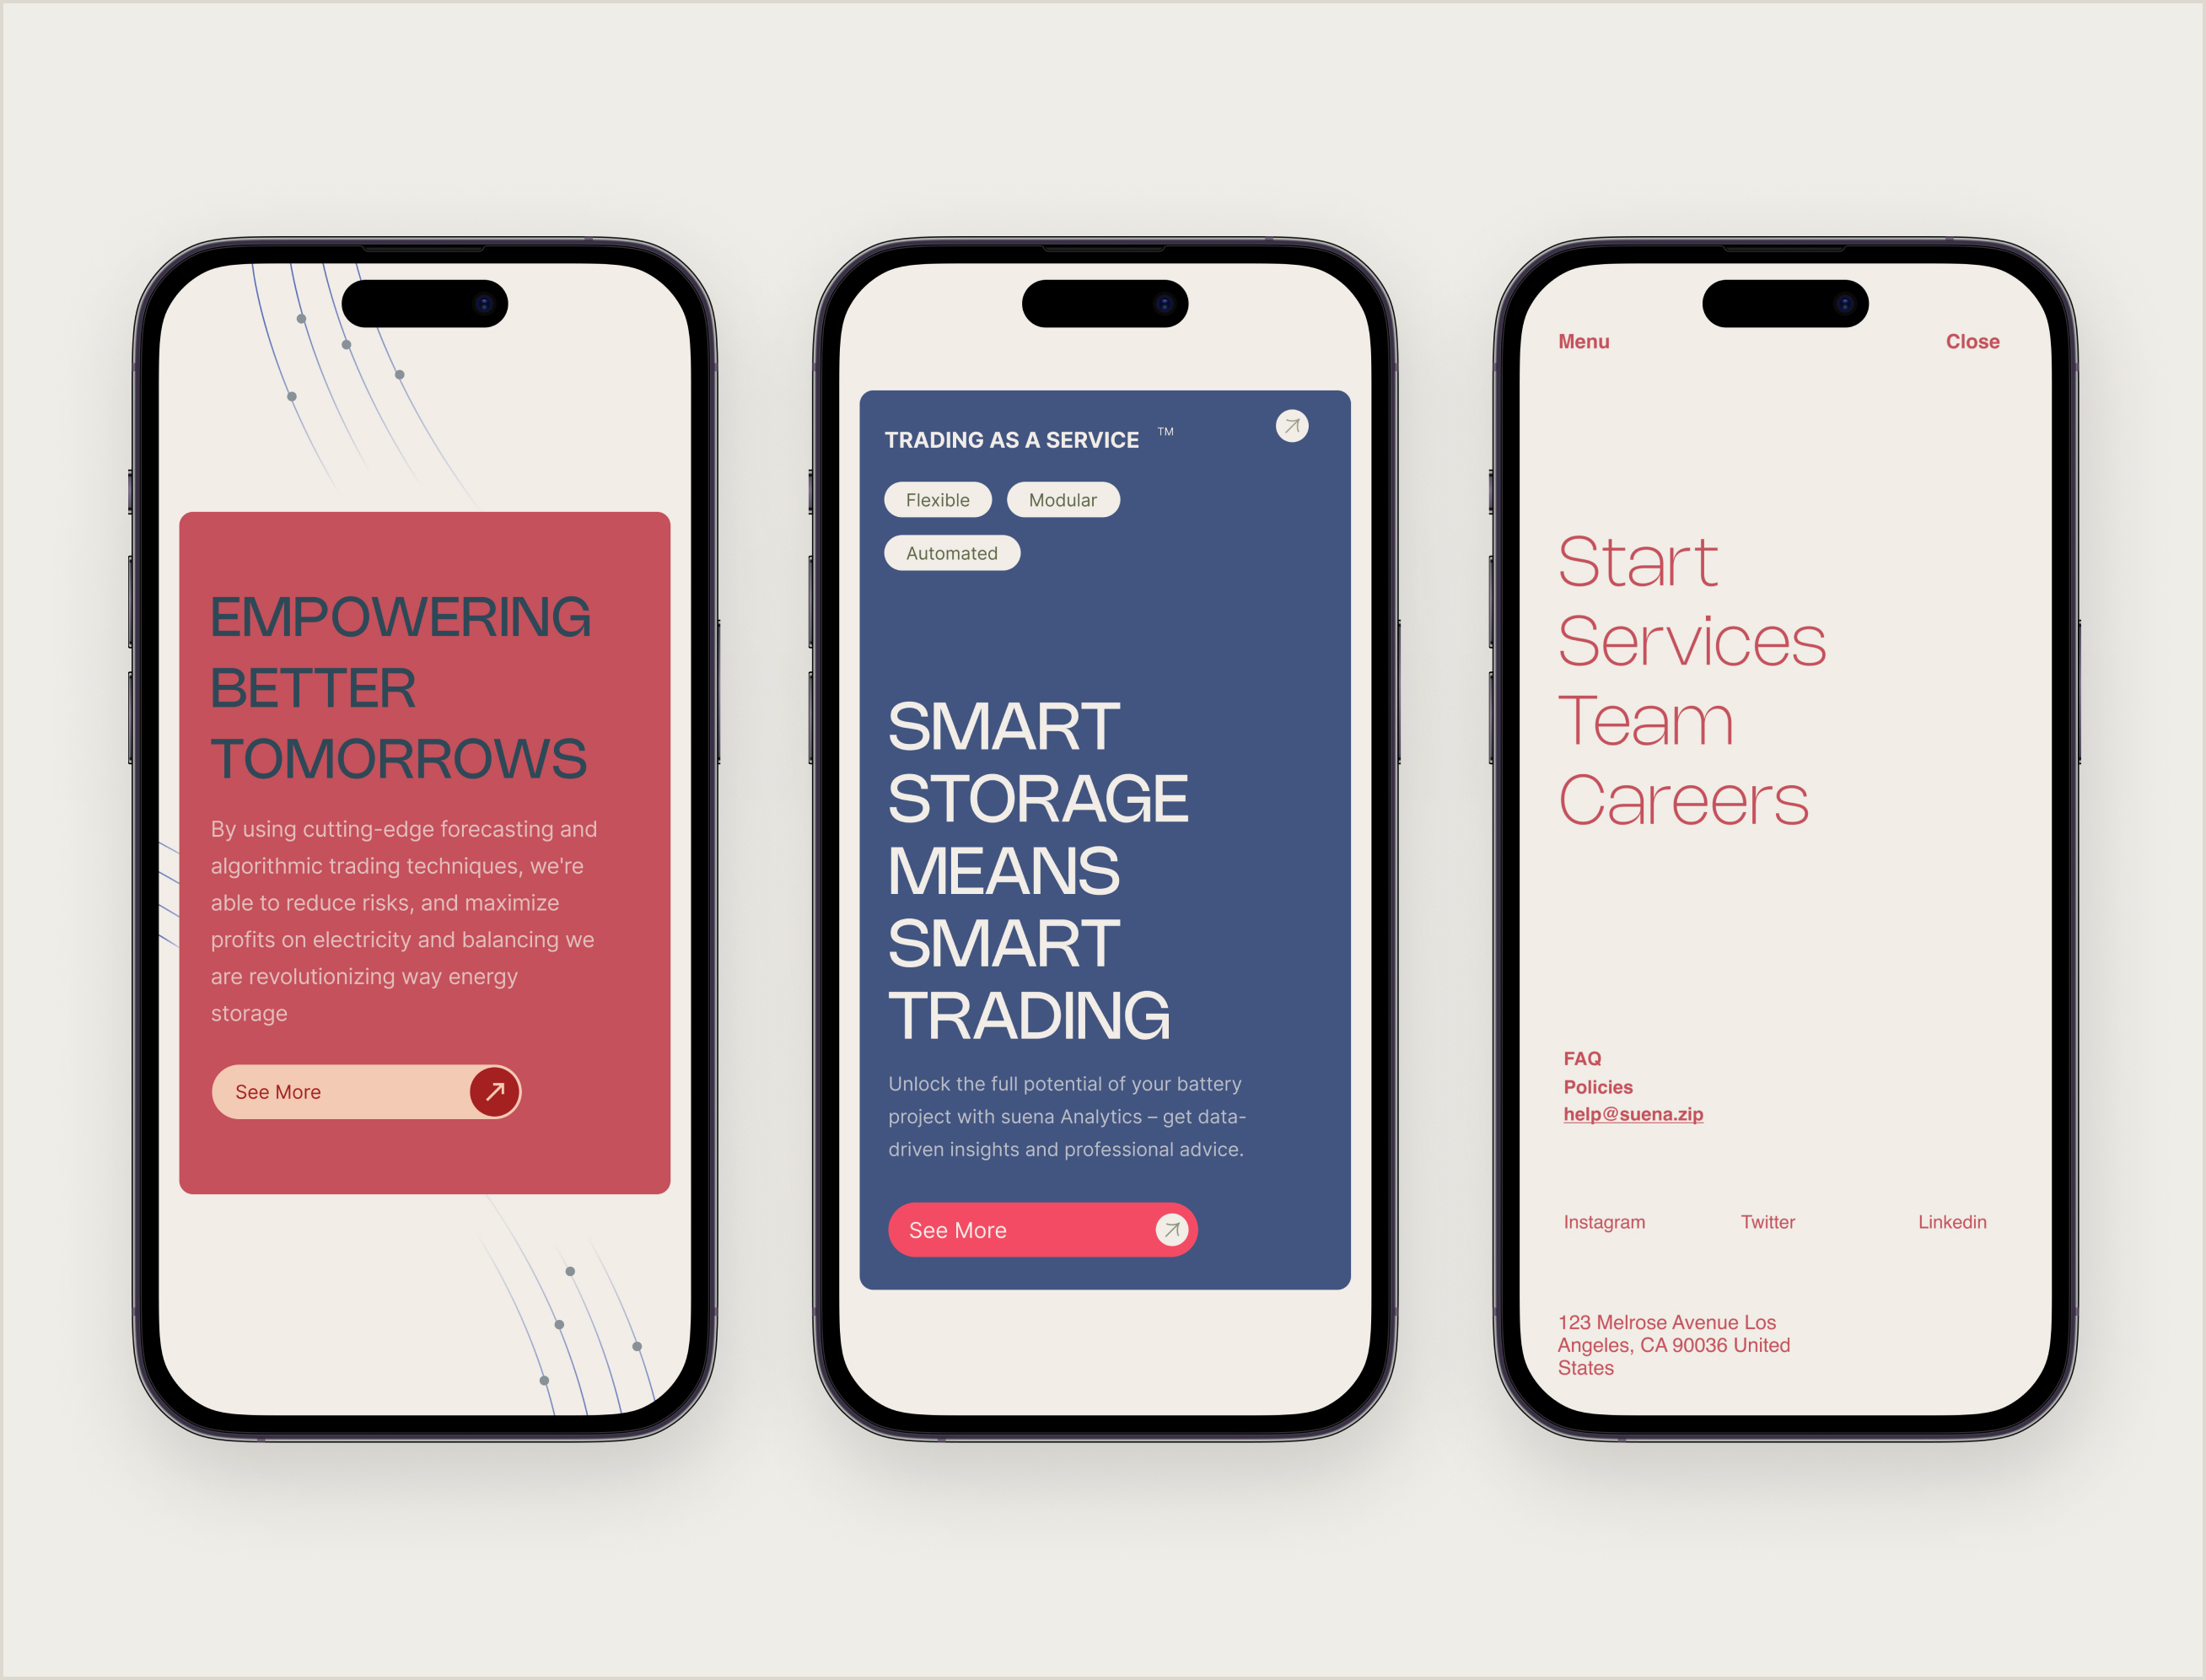 EMPOWERING
BETTER
TOMORROWS
By using cutting-edge forecasting and
algorithmic trading techniques, we're
able to reduce risks, and maximize
profits on electricity and balancing we
are revolutionizing way energy
storage
See More
TRADING AS A SERVICE ™
Flexible Modular
Automated
SMART
STORAGE
MEANS
SMART
TRADING
Unlock the full potential of your battery
project with suena Analytics – get data-
driven insights and professional advice.
See More
Menu Close
Start
Services
Team
Careers
FAQ
Policies
help@suena.zip
Instagram Twitter Linkedin
123 Melrose Avenue Los
Angeles, CA 90036 United
States